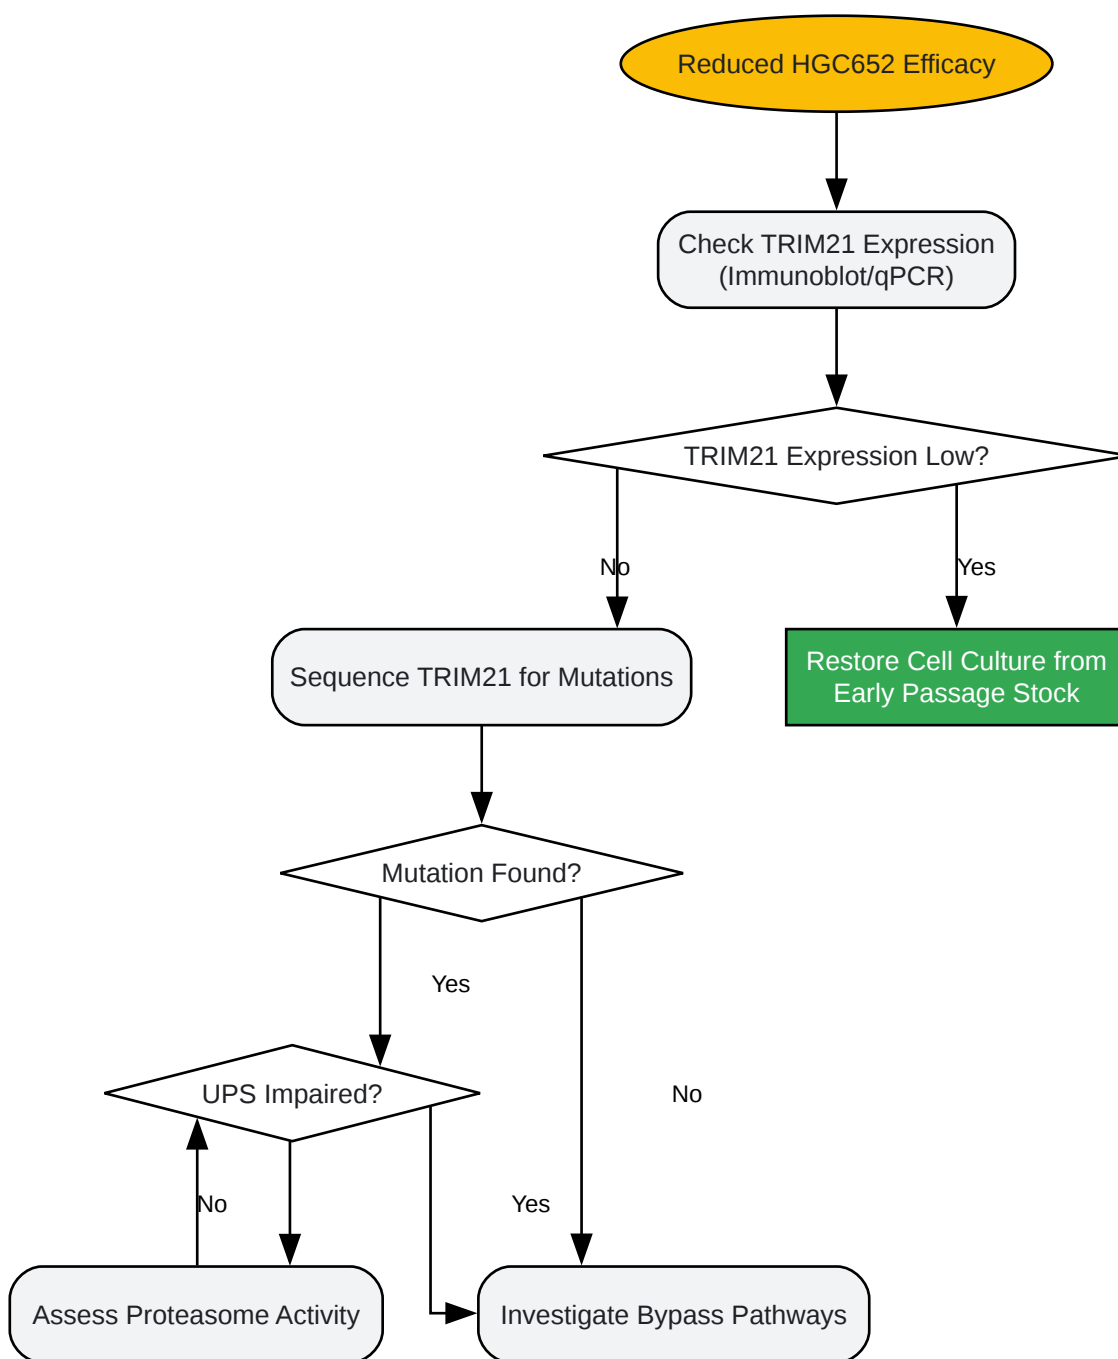 Reduced HGC652 Efficacy
Check TRIM21 Expression
(Immunoblot/qPCR)
TRIM21 Expression Low?
No
Yes
Sequence TRIM21 for Mutations
Restore Cell Culture from
Early Passage Stock
Mutation Found?
Yes
No
UPS Impaired?
No
Yes
Assess Proteasome Activity
Investigate Bypass Pathways